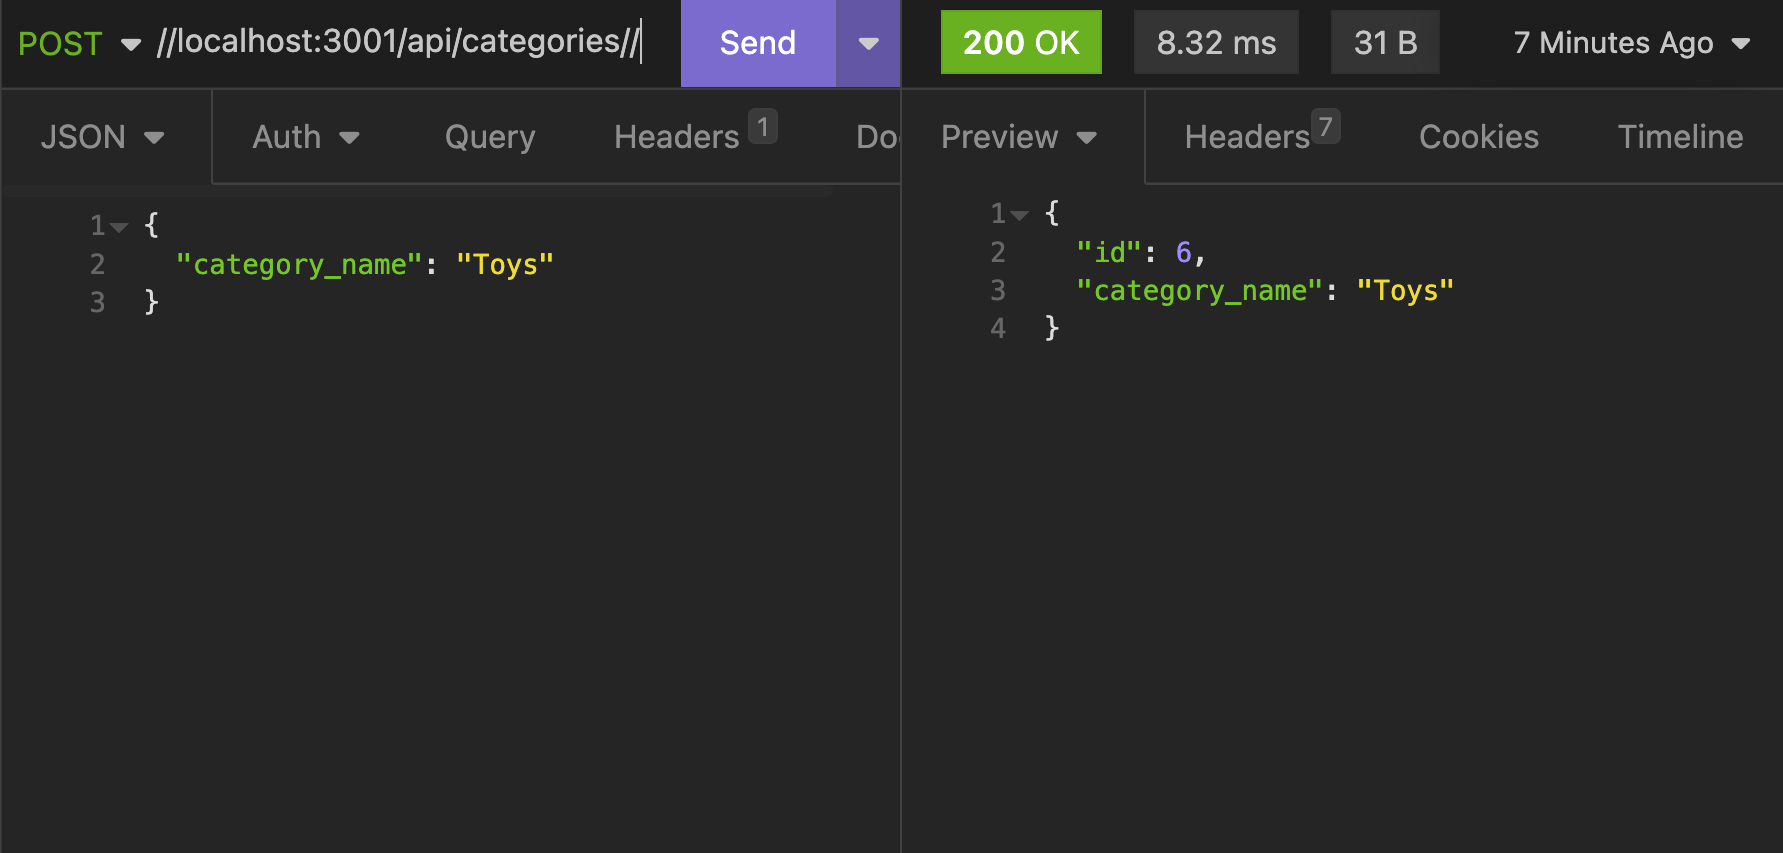 POST //localhost:3001/api/categories// Send 200 OK 8.32 ms 31 B 7 Minutes Ago
JSON Auth Query Headers 1 Preview Headers 7 Cookies Timeline
1 {
2 "category_name": "Toys"
3 }
1 {
2 "id": 6,
3 "category_name": "Toys"
4 }